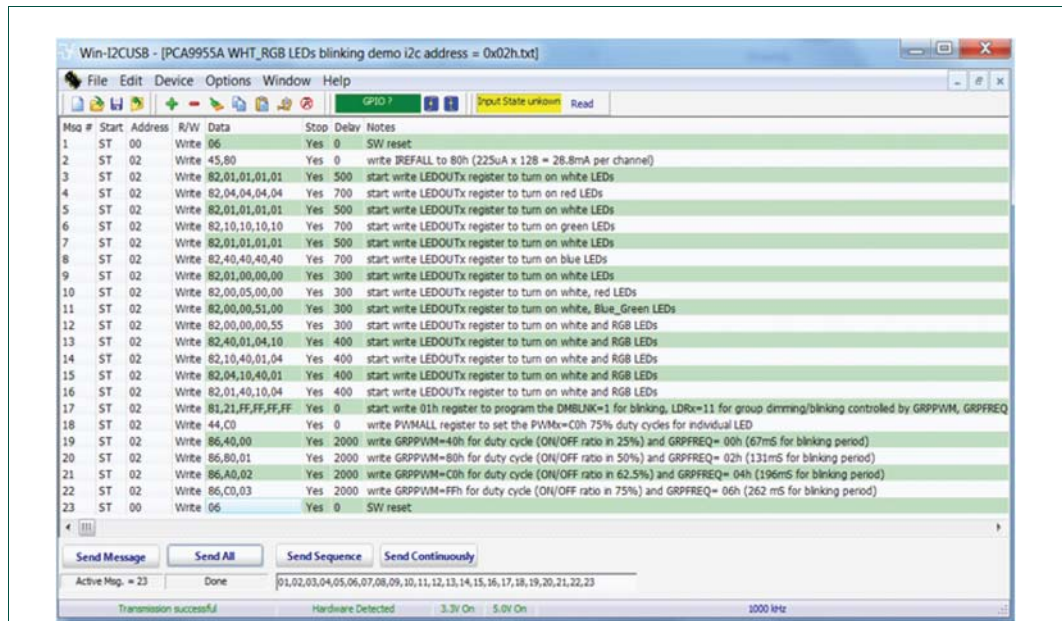 Win-I2CUSB - [PCA9955A WHT_RGB LEDs blinking demo i2c address = 0x02h.txt]
File Edit Device Options Window Help
GPIO ? Input State unkown Read
Msg # Start Address R/W Data Stop Delay Notes
1 ST 00 Write 06 Yes 0 SW reset
2 ST 02 Write 45,80 Yes 0 write IREFALL to 80h (225uA x 128 = 28.8mA per channel)
3 ST 02 Write 82,01,01,01,01 Yes 500 start write LEDOUTx register to turn on white LEDs
4 ST 02 Write 82,04,04,04,04 Yes 700 start write LEDOUTx register to turn on red LEDs
5 ST 02 Write 82,01,01,01,01 Yes 500 start write LEDOUTx register to turn on white LEDs
6 ST 02 Write 82,10,10,10,10 Yes 700 start write LEDOUTx register to turn on green LEDs
7 ST 02 Write 82,01,01,01,01 Yes 500 start write LEDOUTx register to turn on white LEDs
8 ST 02 Write 82,40,40,40,40 Yes 700 start write LEDOUTx register to turn on blue LEDs
9 ST 02 Write 82,01,00,00,00 Yes 300 start write LEDOUTx register to turn on white LEDs
10 ST 02 Write 82,00,05,00,00 Yes 300 start write LEDOUTx register to turn on white, red LEDs
11 ST 02 Write 82,00,00,51,00 Yes 300 start write LEDOUTx register to turn on white, Blue_Green LEDs
12 ST 02 Write 82,00,00,00,55 Yes 300 start write LEDOUTx register to turn on white and RGB LEDs
13 ST 02 Write 82,40,01,04,10 Yes 400 start write LEDOUTx register to turn on white and RGB LEDs
14 ST 02 Write 82,10,40,01,04 Yes 400 start write LEDOUTx register to turn on white and RGB LEDs
15 ST 02 Write 82,04,10,40,01 Yes 400 start write LEDOUTx register to turn on white and RGB LEDs
16 ST 02 Write 82,01,40,10,04 Yes 400 start write LEDOUTx register to turn on white and RGB LEDs
17 ST 02 Write 81,21,FF,FF,FF,FF Yes 0 start write 01h register to program the DMBLNK=1 for blinking, LDRx=11 for group dimming/blinking controlled by GRPPWM, GRPFREQ
18 ST 02 Write 44,C0 Yes 0 write PWMALL register to set the PWMx=C0h 75% duty cycles for individual LED
19 ST 02 Write 86,40,00 Yes 2000 write GRPPWM=40h for duty cycle (ON/OFF ratio in 25%) and GRPFREQ= 00h (67mS for blinking period)
20 ST 02 Write 86,80,01 Yes 2000 write GRPPWM=80h for duty cycle (ON/OFF ratio in 50%) and GRPFREQ= 02h (131mS for blinking period)
21 ST 02 Write 86,A0,02 Yes 2000 write GRPPWM=C0h for duty cycle (ON/OFF ratio in 62.5%) and GRPFREQ= 04h (196mS for blinking period)
22 ST 02 Write 86,C0,03 Yes 2000 write GRPPWM=FFh for duty cycle (ON/OFF ratio in 75%) and GRPFREQ= 06h (262 mS for blinking period)
23 ST 00 Write 06 Yes 0 SW reset
Send Message Send All Send Sequence Send Continuously
Active Msg. = 23 Done 01,02,03,04,05,06,07,08,09,10,11,12,13,14,15,16,17,18,19,20,21,22,23
Transmission successful Hardware Detected 3.3V On 5.0V On 1000 kHz